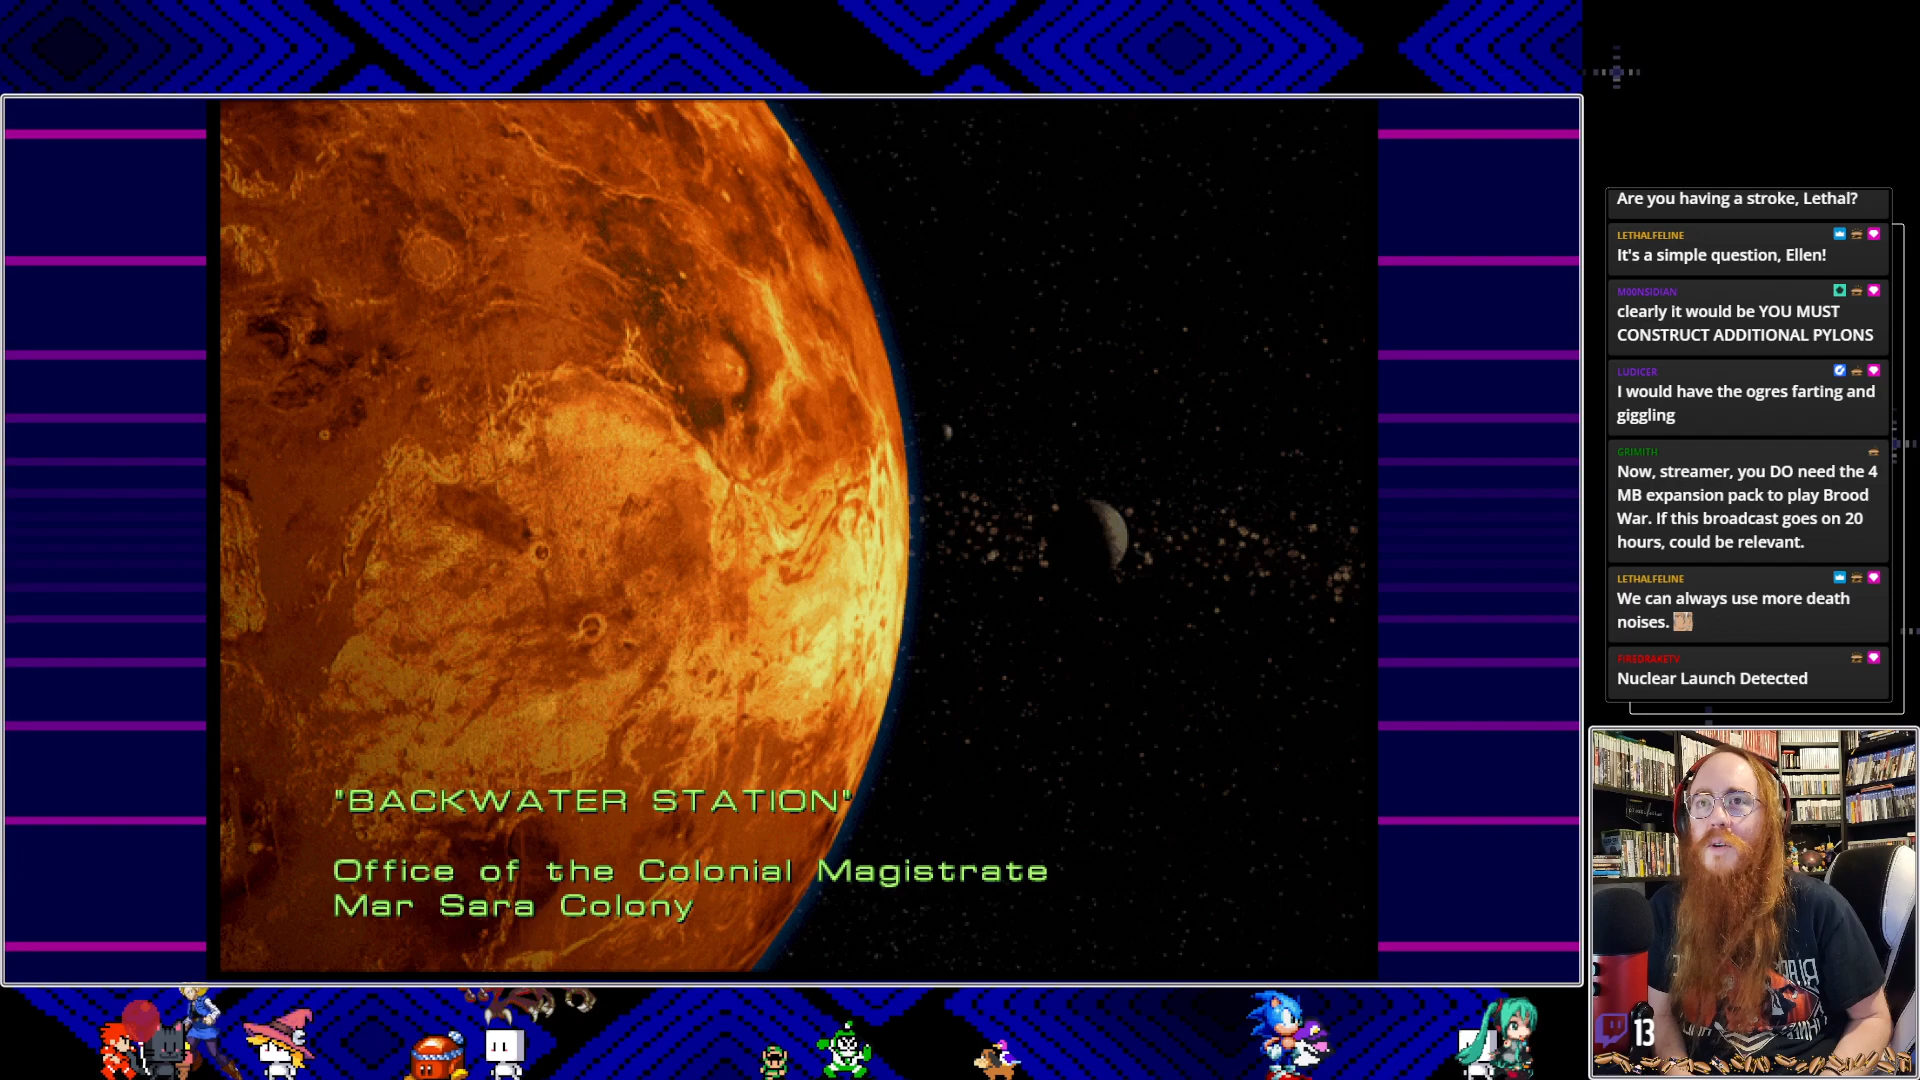 "BACKWATER STATION"
Office of the Colonial Magistrate
Mar Sara Colony
Are you having a stroke, Lethal?
LETHALFELINE
It's a simple question, Ellen!
M00NSIDIAN
clearly it would be YOU MUST
CONSTRUCT ADDITIONAL PYLONS
LUDICER
I would have the ogres farting and
giggling
GRIMITH
Now, streamer, you DO need the 4
MB expansion pack to play Brood
War. If this broadcast goes on 20
hours, could be relevant.
LETHALFELINE
We can always use more death
noises.
FIREDRAKETV
Nuclear Launch Detected
13